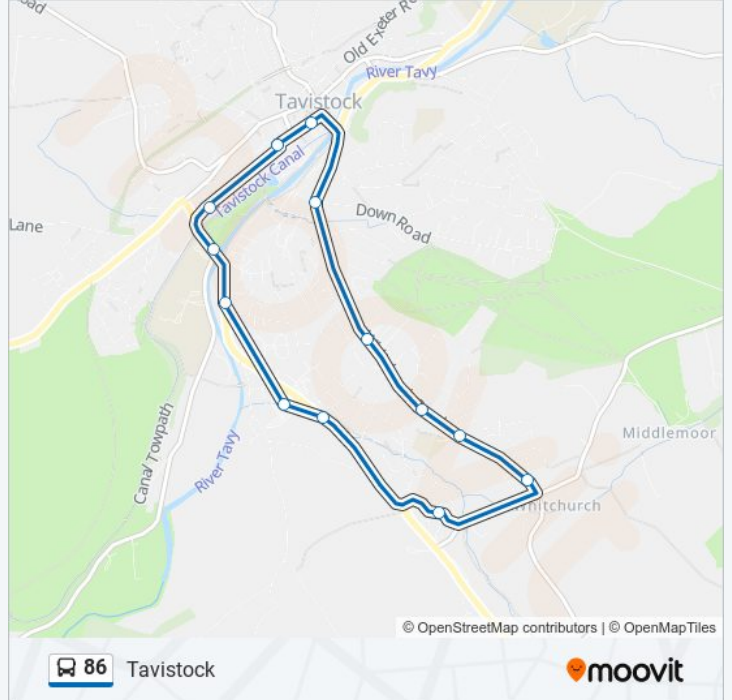 oad
Old Exeter Ro
River Tavy
Tavistock
Tavistock Canal
Down Road
Lane
Canal Towpath
River Tavy
Middlemoor
Whitchurch
© OpenStreetMap contributors | © OpenMapTiles
86 Tavistock
moovit